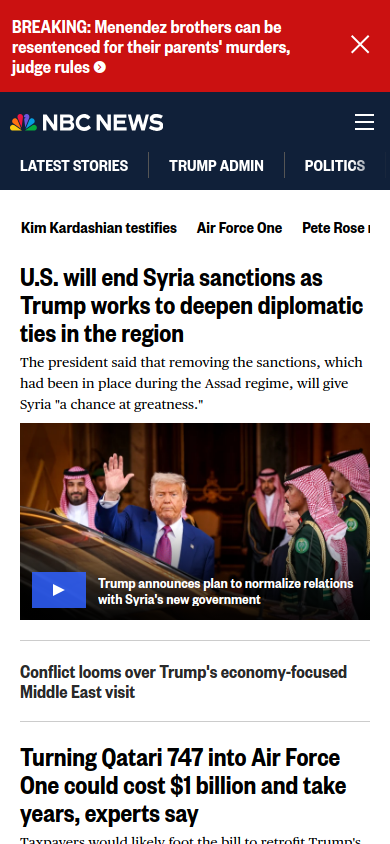 BREAKING: Menendez brothers can be
resentenced for their parents' murders,
judge rules
NBC NEWS
LATEST STORIES
TRUMP ADMIN
POLITICS
Kim Kardashian testifies
Air Force One
Pete Rose
U.S. will end Syria sanctions as
Trump works to deepen diplomatic
ties in the region
The president said that removing the sanctions, which
had been in place during the Assad regime, will give
Syria "a chance at greatness."
Trump announces plan to normalize relations
with Syria's new government
Conflict looms over Trump's economy-focused
Middle East visit
Turning Qatari 747 into Air Force
One could cost $1 billion and take
years, experts say
Taxpayers would likely foot the bill to retrofit Trump's